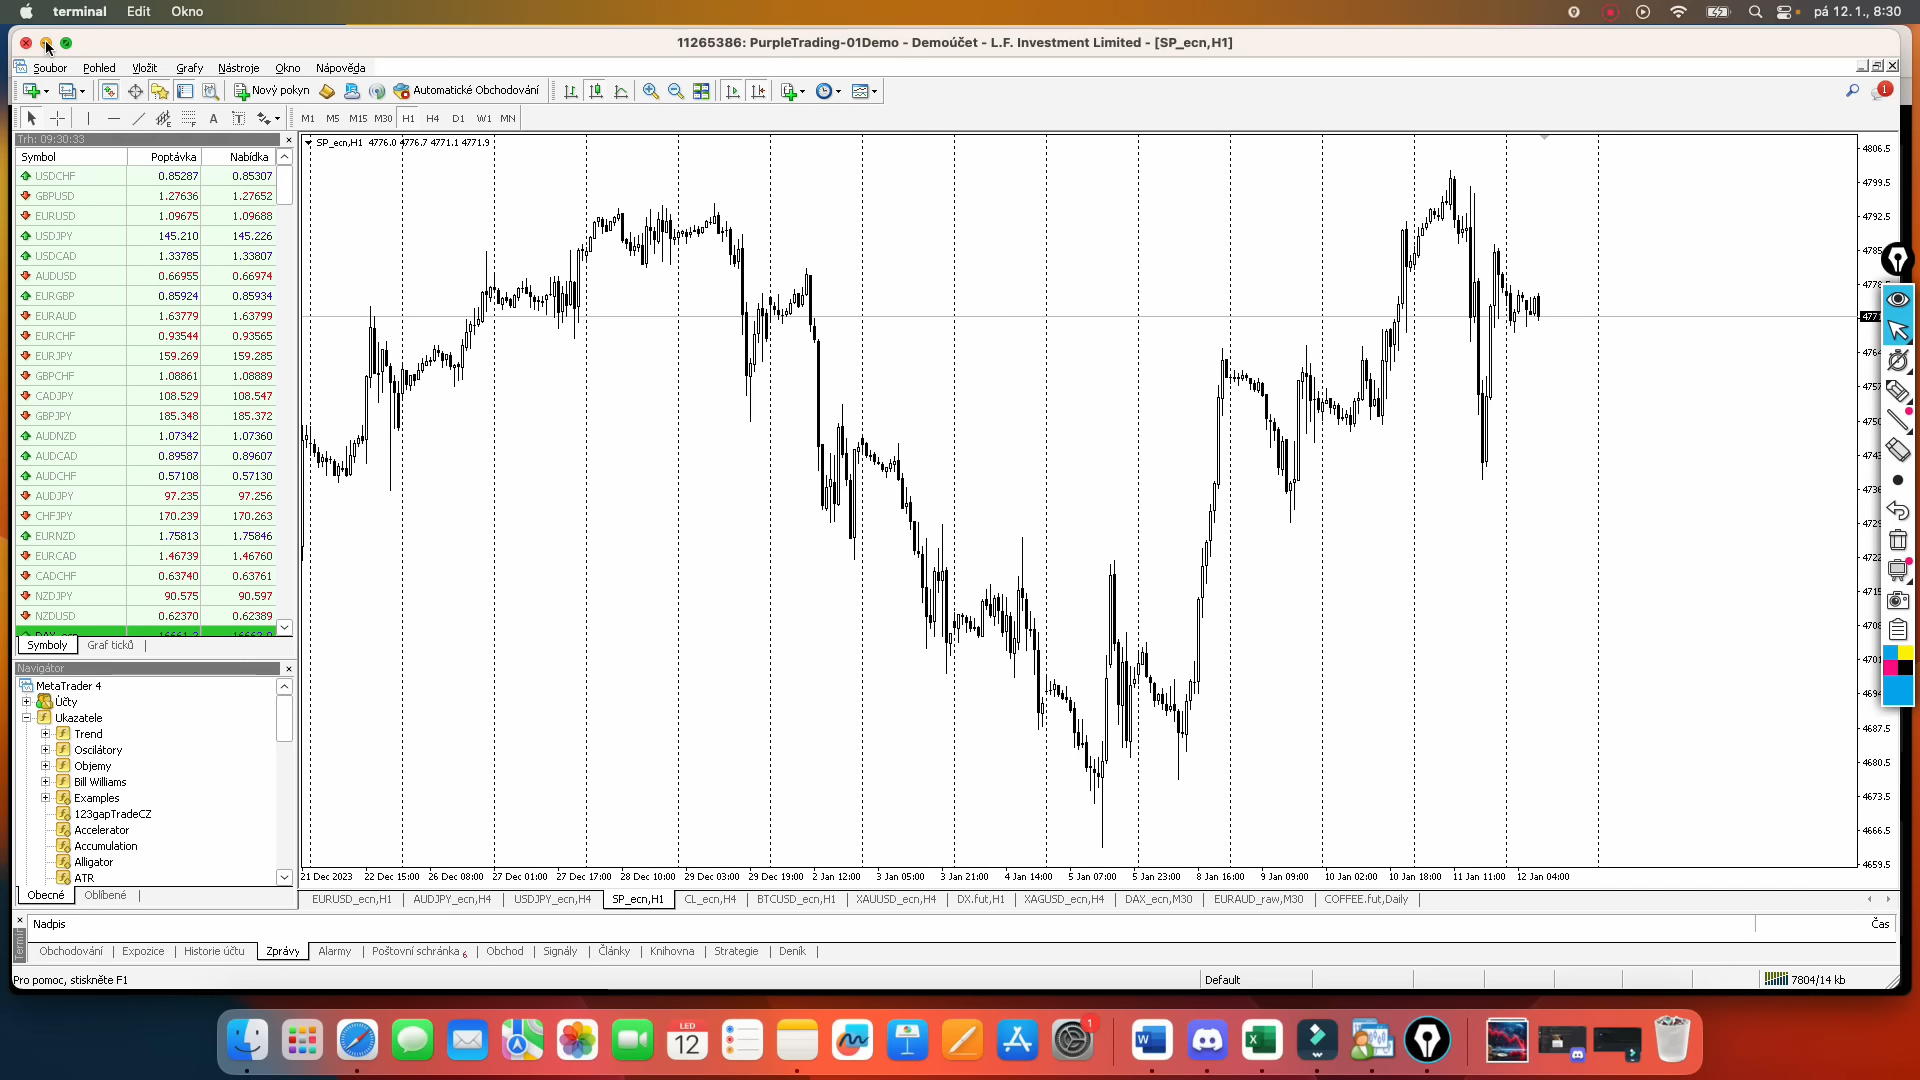 terminal Edit Okno pá 12. 1., 8:30
11265386: PurpleTrading-01Demo - Demoúčet - L.F. Investment Limited - [SP_ecn,H1]
Soubor Pohled Vložit Grafy Nástroje Okno Nápověda
Nový pokyn Automatické Obchodování 1
A T M1 M5 M15 M30 H1 H4 D1 W1 MN
Trh: 09:30:33
SP_ecn,H1 4776.0 4776.7 4771.1 4771.9
Symbol Poptávka Nabídka
USDCHF 0.85287 0.85307
GBPUSD 1.27636 1.27652
EURUSD 1.09675 1.09688
USDJPY 145.210 145.226
USDCAD 1.33785 1.33807
AUDUSD 0.66955 0.66974
EURGBP 0.85924 0.85934
EURAUD 1.63779 1.63799
EURCHF 0.93544 0.93565
EURJPY 159.269 159.285
GBPCHF 1.08861 1.08889
CADJPY 108.529 108.547
GBPJPY 185.348 185.372
AUDNZD 1.07342 1.07360
AUDCAD 0.89587 0.89607
AUDCHF 0.57108 0.57130
AUDJPY 97.235 97.256
CHFJPY 170.239 170.263
EURNZD 1.75813 1.75846
EURCAD 1.46739 1.46760
CADCHF 0.63740 0.63761
NZDJPY 90.575 90.597
NZDUSD 0.62370 0.62389
Symboly Graf ticků
Navigátor
MetaTrader 4
Účty
Ukazatele
Trend
Oscilátory
Objemy
Bill Williams
Examples
123gapTradeCZ
Accelerator
Accumulation
Alligator
ATR
Obecné Oblíbené
4806.5
4799.5
4792.5
4785
4778.
4771
4764
4757
4750
4743
4736
4729
4722
4715
4708
4701
4694
4687.5
4680.5
4673.5
4666.5
4659.5
21 Dec 2023 22 Dec 15:00 26 Dec 08:00 27 Dec 01:00 27 Dec 17:00 28 Dec 10:00 29 Dec 03:00 29 Dec 19:00 2 Jan 12:00 3 Jan 05:00 3 Jan 21:00 4 Jan 14:00 5 Jan 07:00 5 Jan 23:00 8 Jan 16:00 9 Jan 09:00 10 Jan 02:00 10 Jan 18:00 11 Jan 11:00 12 Jan 04:00
EURUSD_ecn,H1 AUDJPY_ecn,H4 USDJPY_ecn,H4 SP_ecn,H1 CL_ecn,H4 BTCUSD_ecn,H1 XAUUSD_ecn,H4 DX.fut,H1 XAGUSD_ecn,H4 DAX_ecn,M30 EURAUD_raw,M30 COFFEE.fut,Daily
Nadpis Čas
Obchodování Expozice Historie účtu Zprávy Alarmy Poštovní schránka 6 Obchod Signály Články Knihovna Strategie Deník
Pro pomoc, stiskněte F1 Default 7804/14 kb
LED
12
1